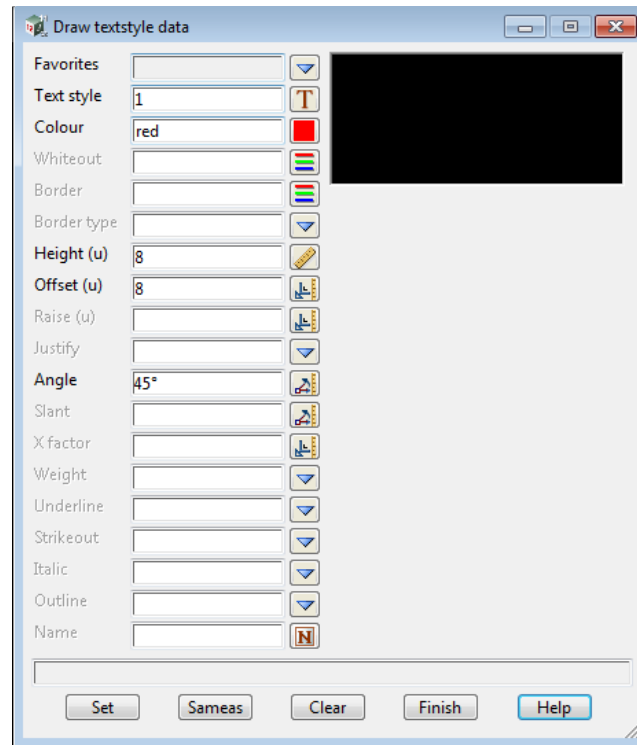 Draw textstyle data
Favorites
Text style 1 T
Colour red
Whiteout
Border
Border type
Height (u) 8
Offset (u) 8
Raise (u)
Justify
Angle 45°
Slant
X factor
Weight
Underline
Strikeout
Italic
Outline
Name N
Set Sameas Clear Finish Help